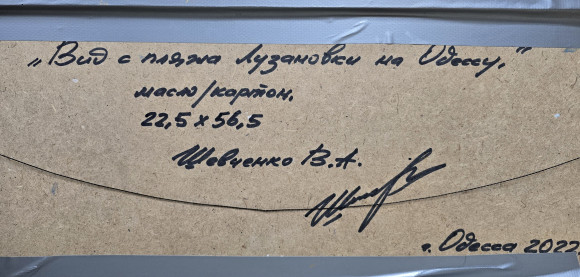 „Вид с пляжа Лузановки на Одессу."
масло/картон.
22,5 х 56,5
Шевченко В.А.
г. Одесса 2022